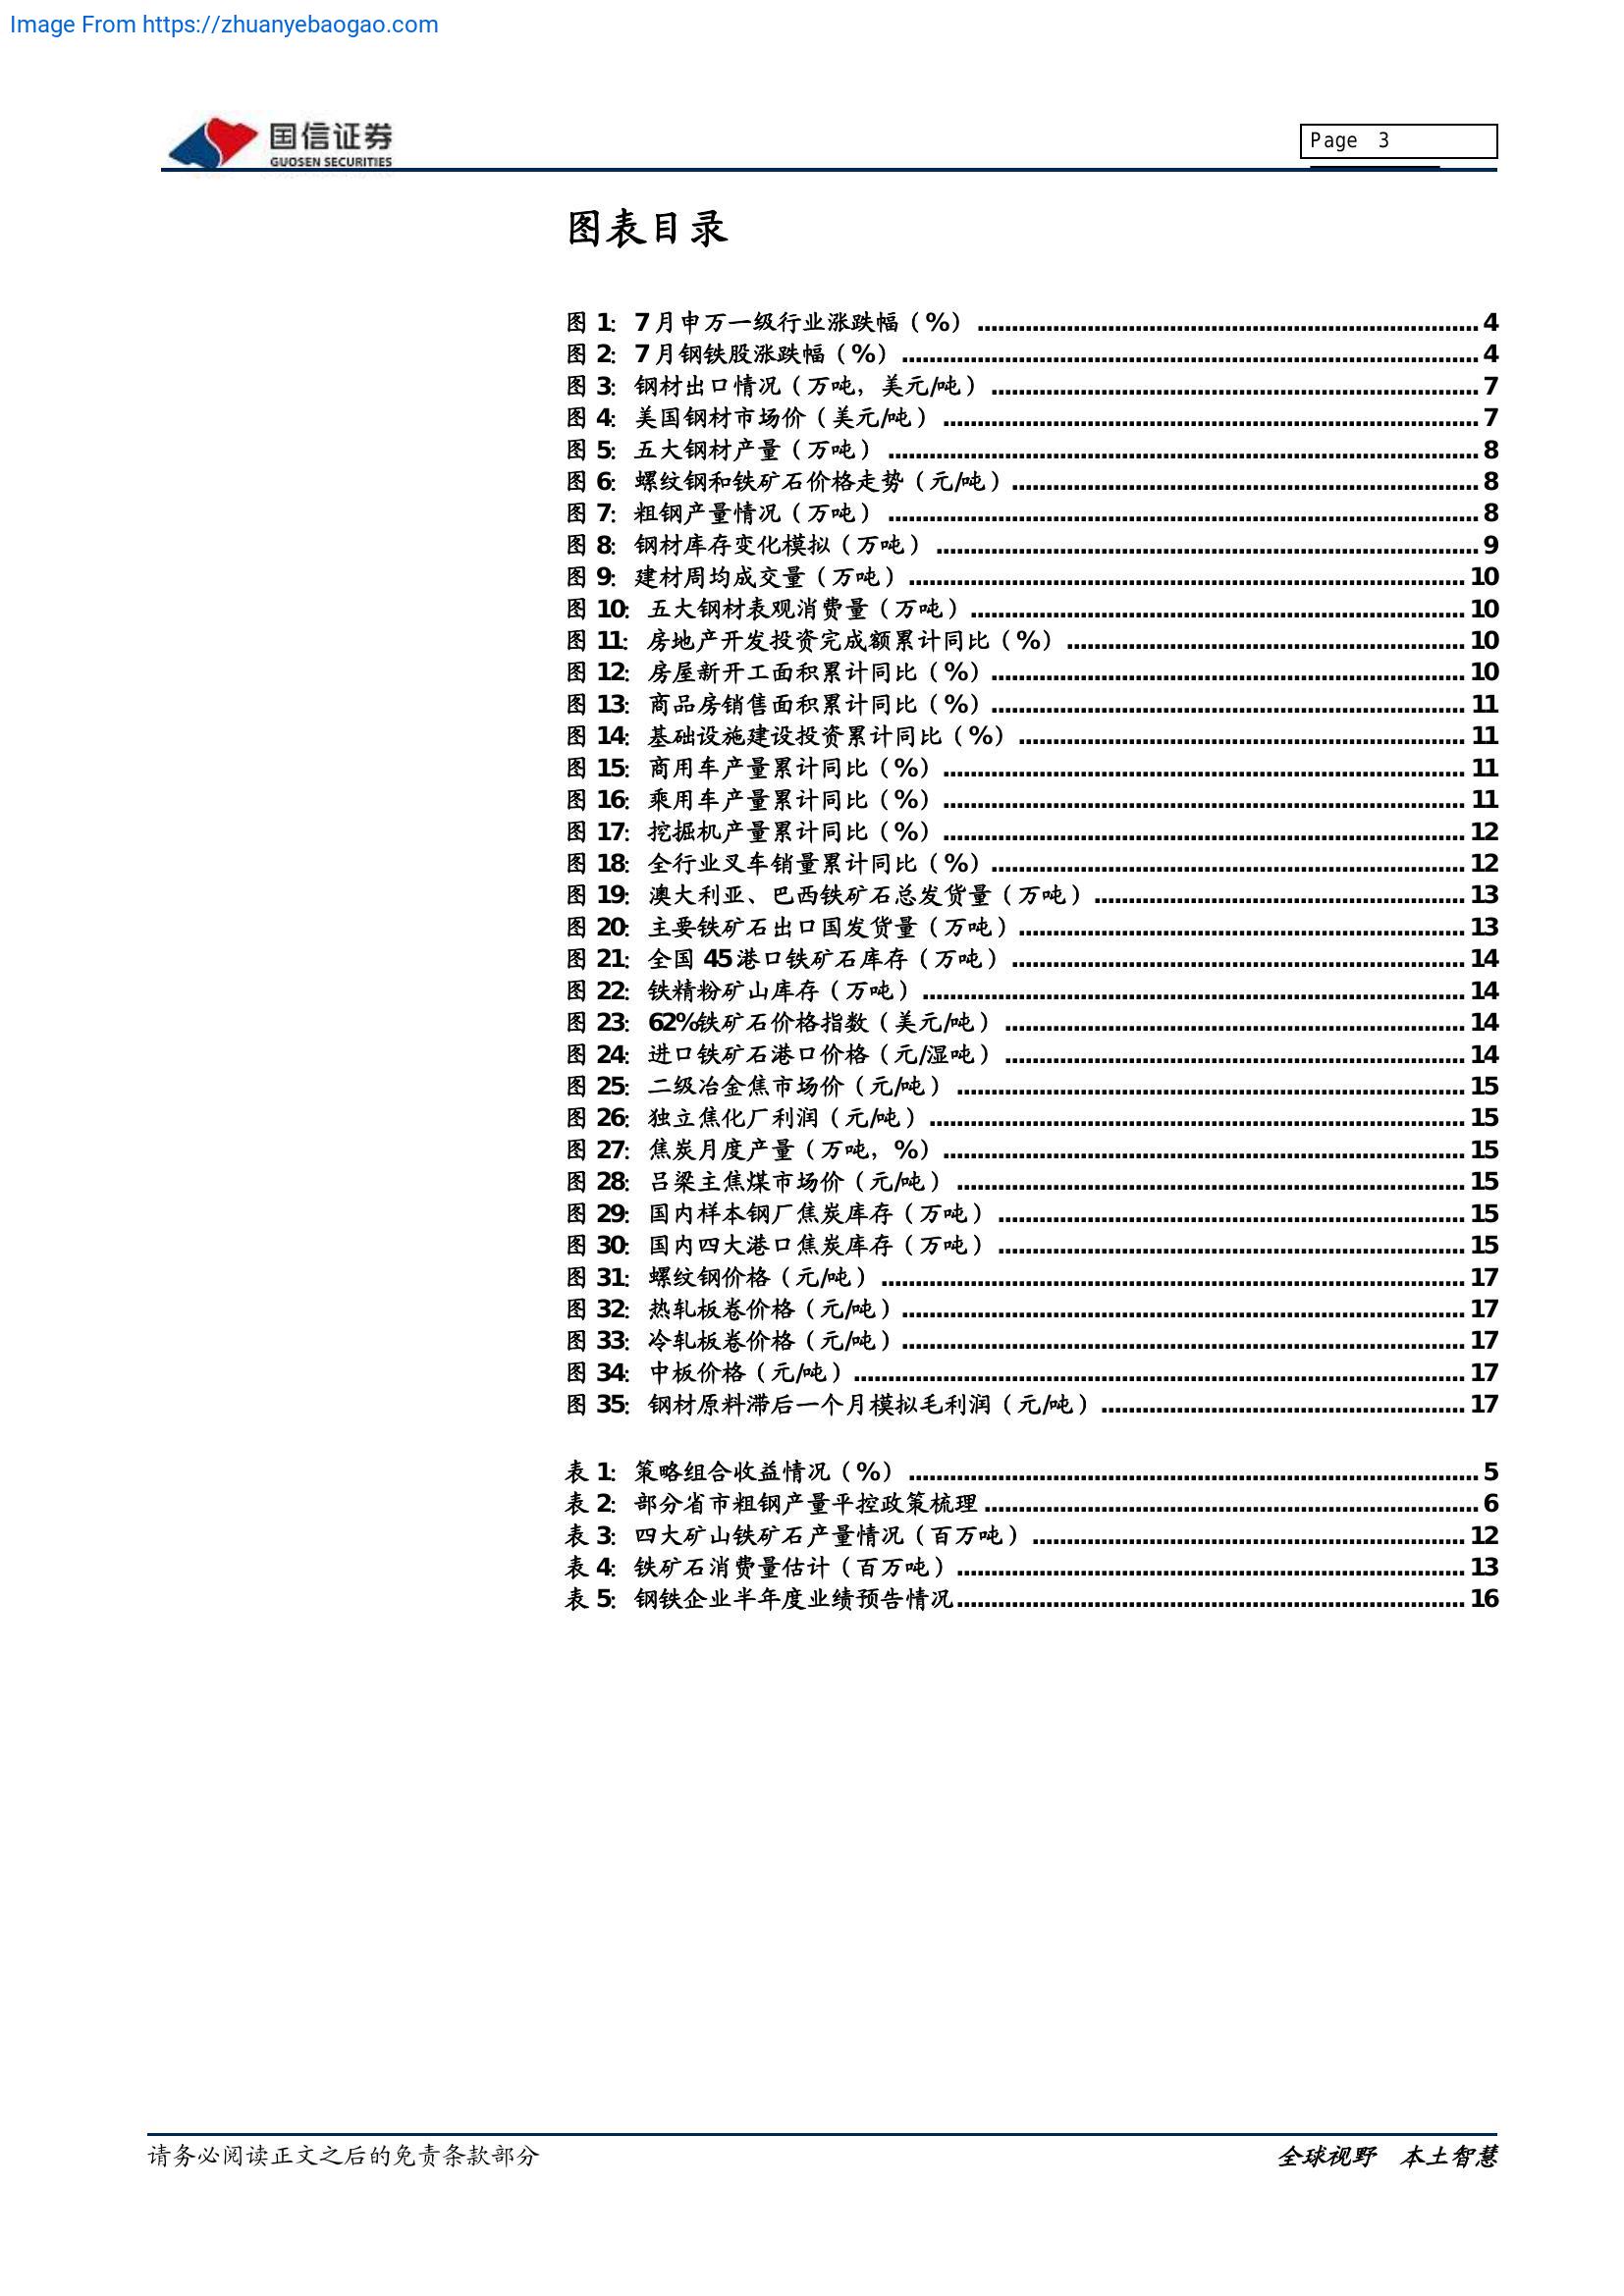 Image From https://zhuanyebaogao.com
国信证券
GUOSEN SECURITIES
Page 3
图表目录
图 1: 7 月申万一级行业涨跌幅（%） ........................................ 4
图 2: 7 月钢铁股涨跌幅（%） ........................................ 4
图 3: 钢材出口情况（万吨，美元/吨） ........................................ 7
图 4: 美国钢材市场价（美元/吨） ........................................ 7
图 5: 五大钢材产量（万吨） ........................................ 8
图 6: 螺纹钢和铁矿石价格走势（元/吨） ........................................ 8
图 7: 粗钢产量情况（万吨） ........................................ 8
图 8: 钢材库存变化模拟（万吨） ........................................ 9
图 9: 建材周均成交量（万吨） ........................................ 10
图 10: 五大钢材表观消费量（万吨） ........................................ 10
图 11: 房地产开发投资完成额累计同比（%） ........................................ 10
图 12: 房屋新开工面积累计同比（%） ........................................ 10
图 13: 商品房销售面积累计同比（%） ........................................ 11
图 14: 基础设施建设投资累计同比（%） ........................................ 11
图 15: 商用车产量累计同比（%） ........................................ 11
图 16: 乘用车产量累计同比（%） ........................................ 11
图 17: 挖掘机产量累计同比（%） ........................................ 12
图 18: 全行业叉车销量累计同比（%） ........................................ 12
图 19: 澳大利亚、巴西铁矿石总发货量（万吨） ........................................ 13
图 20: 主要铁矿石出口国发货量（万吨） ........................................ 13
图 21: 全国 45 港口铁矿石库存（万吨） ........................................ 14
图 22: 铁精粉矿山库存（万吨） ........................................ 14
图 23: 62%铁矿石价格指数（美元/吨） ........................................ 14
图 24: 进口铁矿石港口价格（元/湿吨） ........................................ 14
图 25: 二级冶金焦市场价（元/吨） ........................................ 15
图 26: 独立焦化厂利润（元/吨） ........................................ 15
图 27: 焦炭月度产量（万吨，%） ........................................ 15
图 28: 吕梁主焦煤市场价（元/吨） ........................................ 15
图 29: 国内样本钢厂焦炭库存（万吨） ........................................ 15
图 30: 国内四大港口焦炭库存（万吨） ........................................ 15
图 31: 螺纹钢价格（元/吨） ........................................ 17
图 32: 热轧板卷价格（元/吨） ........................................ 17
图 33: 冷轧板卷价格（元/吨） ........................................ 17
图 34: 中板价格（元/吨） ........................................ 17
图 35: 钢材原料滞后一个月模拟毛利润（元/吨） ........................................ 17
表 1: 策略组合收益情况（%） ........................................ 5
表 2: 部分省市粗钢产量平控政策梳理 ........................................ 6
表 3: 四大矿山铁矿石产量情况（百万吨） ........................................ 12
表 4: 铁矿石消费量估计（百万吨） ........................................ 13
表 5: 钢铁企业半年度业绩预告情况 ........................................ 16
请务必阅读正文之后的免责条款部分
全球视野 本土智慧